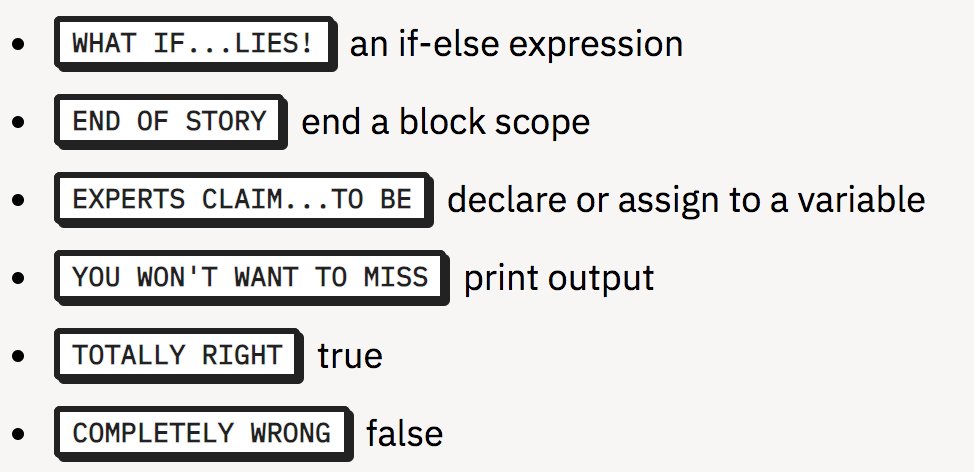 • WHAT IF...LIES! an if-else expression
• END OF STORY end a block scope
• EXPERTS CLAIM...TO BE declare or assign to a variable
• YOU WON'T WANT TO MISS print output
• TOTALLY RIGHT true
• COMPLETELY WRONG false